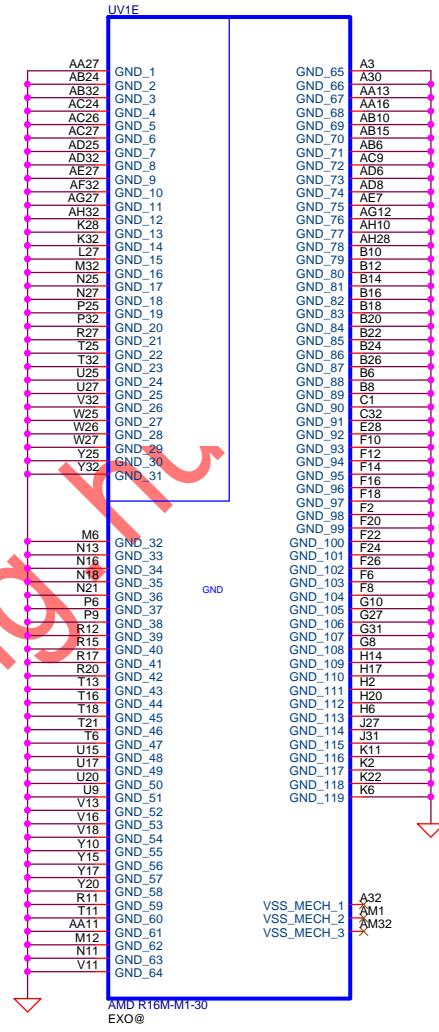 UV1E
AA27 GND_1
AB24 GND_2
AB32 GND_3
AC24 GND_4
AC26 GND_5
AC27 GND_6
AD25 GND_7
AD32 GND_8
AE27 GND_9
AF32 GND_10
AG27 GND_11
AH32 GND_12
K28 GND_13
K32 GND_14
L27 GND_15
M32 GND_16
N25 GND_17
N27 GND_18
P25 GND_19
P32 GND_20
R27 GND_21
T25 GND_22
T32 GND_23
U25 GND_24
U27 GND_25
V32 GND_26
W25 GND_27
W26 GND_28
W27 GND_29
Y25 GND_30
Y32 GND_31
M6 GND_32
N13 GND_33
N16 GND_34
N18 GND_35
N21 GND_36
P6 GND_37
P9 GND_38
R12 GND_39
R15 GND_40
R17 GND_41
R20 GND_42
T13 GND_43
T16 GND_44
T18 GND_45
T21 GND_46
T6 GND_47
U15 GND_48
U17 GND_49
U20 GND_50
U9 GND_51
V13 GND_52
V16 GND_53
V18 GND_54
Y10 GND_55
Y15 GND_56
Y17 GND_57
Y20 GND_58
R11 GND_59
T11 GND_60
AA11 GND_61
M12 GND_62
N11 GND_63
V11 GND_64
GND
GND_65 A3
GND_66 A30
GND_67 AA13
GND_68 AA16
GND_69 AB10
GND_70 AB15
GND_71 AB6
GND_72 AC9
GND_73 AD6
GND_74 AD8
GND_75 AE7
GND_76 AG12
GND_77 AH10
GND_78 AH28
GND_79 B10
GND_80 B12
GND_81 B14
GND_82 B16
GND_83 B18
GND_84 B20
GND_85 B22
GND_86 B24
GND_87 B26
GND_88 B6
GND_89 B8
GND_90 C1
GND_91 C32
GND_92 E28
GND_93 F10
GND_94 F12
GND_95 F14
GND_96 F16
GND_97 F18
GND_98 F2
GND_99 F20
GND_100 F22
GND_101 F24
GND_102 F26
GND_103 F6
GND_104 F8
GND_105 G10
GND_106 G27
GND_107 G31
GND_108 G8
GND_109 H14
GND_110 H17
GND_111 H2
GND_112 H20
GND_113 H6
GND_114 J27
GND_115 J31
GND_116 K11
GND_117 K2
GND_118 K22
GND_119 K6
VSS_MECH_1 A32
VSS_MECH_2 AM1
VSS_MECH_3 AM32
AMD R16M-M1-30
EXO@